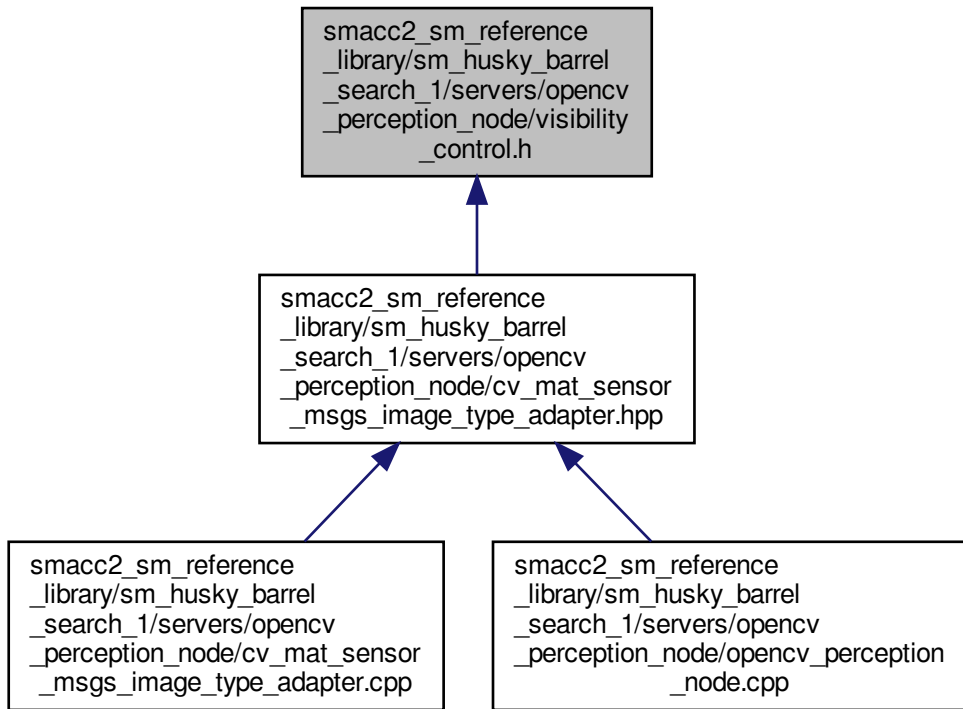 smacc2_sm_reference
_library/sm_husky_barrel
_search_1/servers/opencv
_perception_node/visibility
_control.h
smacc2_sm_reference
_library/sm_husky_barrel
_search_1/servers/opencv
_perception_node/cv_mat_sensor
_msgs_image_type_adapter.hpp
smacc2_sm_reference
_library/sm_husky_barrel
_search_1/servers/opencv
_perception_node/cv_mat_sensor
_msgs_image_type_adapter.cpp
smacc2_sm_reference
_library/sm_husky_barrel
_search_1/servers/opencv
_perception_node/opencv_perception
_node.cpp